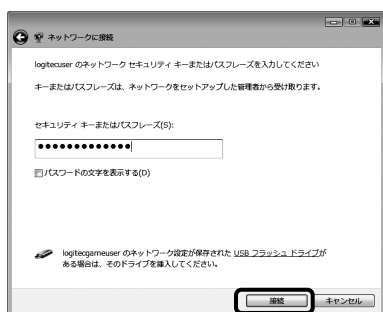 ネットワークに接続
logitecuser のネットワーク セキュリティ キーまたはパスフレーズを入力してください
キーまたはパスフレーズは、ネットワークをセットアップした管理者から受け取ります。
セキュリティ キーまたはパスフレーズ(S):
●●●●●●●●●●●●●
パスワードの文字を表示する(D)
logitecgameuser のネットワーク設定が保存された USB フラッシュ ドライブが
ある場合は、そのドライブを挿入してください。
接続 キャンセル